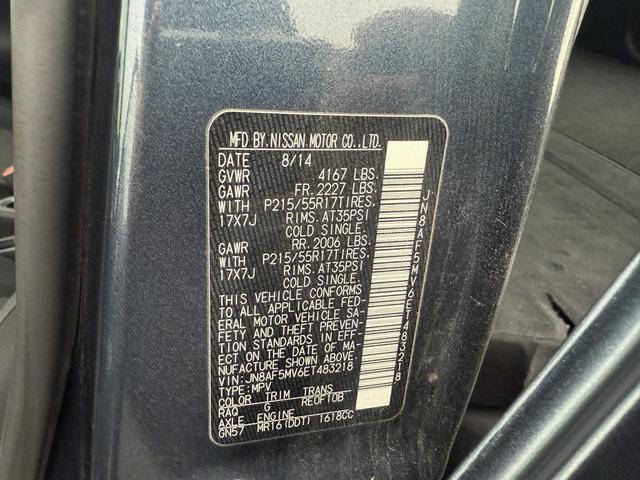 MFD BY.NISSAN MOTOR CO.,LTD.
DATE 8/14
GVWR 4167 LBS.
GAWR FR. 2227 LBS.
WITH P215/55R17TIRES,
17X7J RIMS. AT35PSI
COLD SINGLE.
GAWR RR. 2006 LBS.
WITH P215/55R17TIRES,
17X7J RIMS. AT35PSI
COLD SINGLE.
THIS VEHICLE CONFORMS
TO ALL APPLICABLE FED-
ERAL MOTOR VEHICLE SA-
FETY AND THEFT PREVEN-
TION STANDARDS IN EFF-
ECT ON THE DATE OF MA-
NUFACTURE SHOWN ABOVE.
VIN: JN8AF5MV6ET483218
TYPE: MPV
COLOR TRIM TRANS
RAQ G RE0F10B
AXLE ENGINE
GN57 MR16(DDT) 1618CC
JN8AF5MV6ET483218